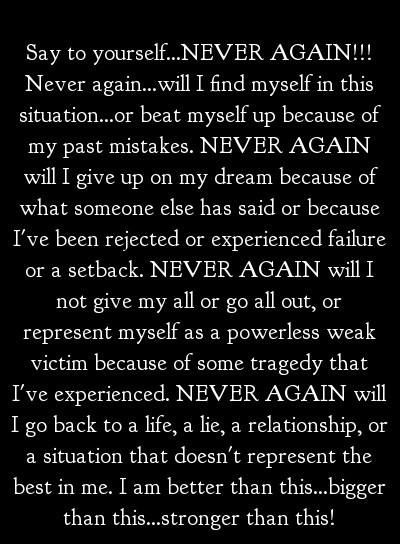 Say to yourself...NEVER AGAIN!!!
Never again...will I find myself in this
situation...or beat myself up because of
my past mistakes. NEVER AGAIN
will I give up on my dream because of
what someone else has said or because
I've been rejected or experienced failure
or a setback. NEVER AGAIN will I
not give my all or go all out, or
represent myself as a powerless weak
victim because of some tragedy that
I've experienced. NEVER AGAIN will
I go back to a life, a lie, a relationship, or
a situation that doesn't represent the
best in me. I am better than this...bigger
than this...stronger than this!